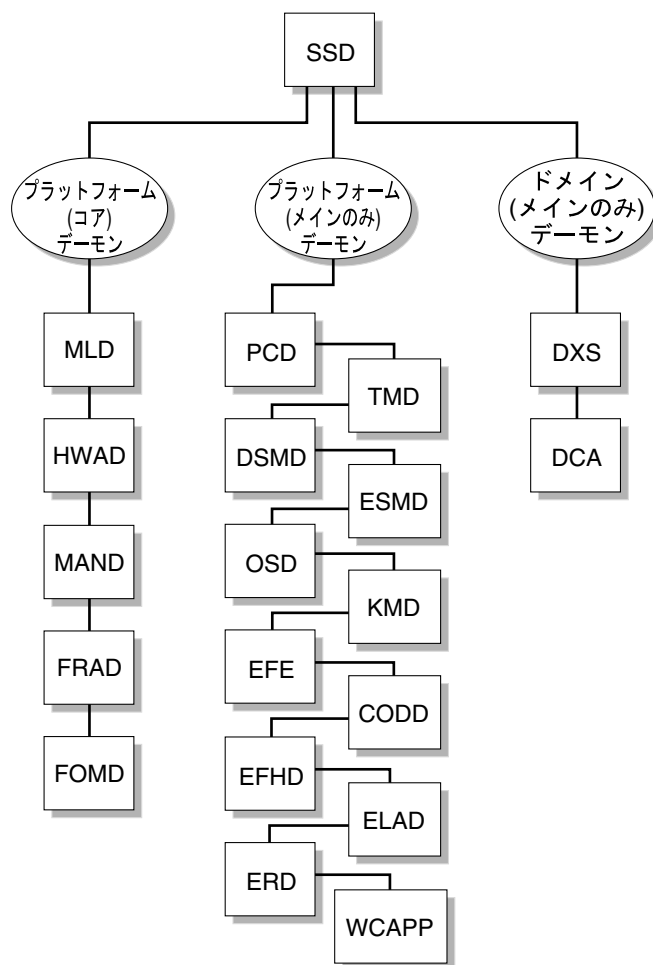 SSD
プラットフォーム
(コア)
デーモン
プラットフォーム
(メインのみ)
デーモン
ドメイン
(メインのみ)
デーモン
MLD
HWAD
MAND
FRAD
FOMD
PCD
TMD
DSMD
ESMD
OSD
KMD
EFE
CODD
EFHD
ELAD
ERD
WCAPP
DXS
DCA